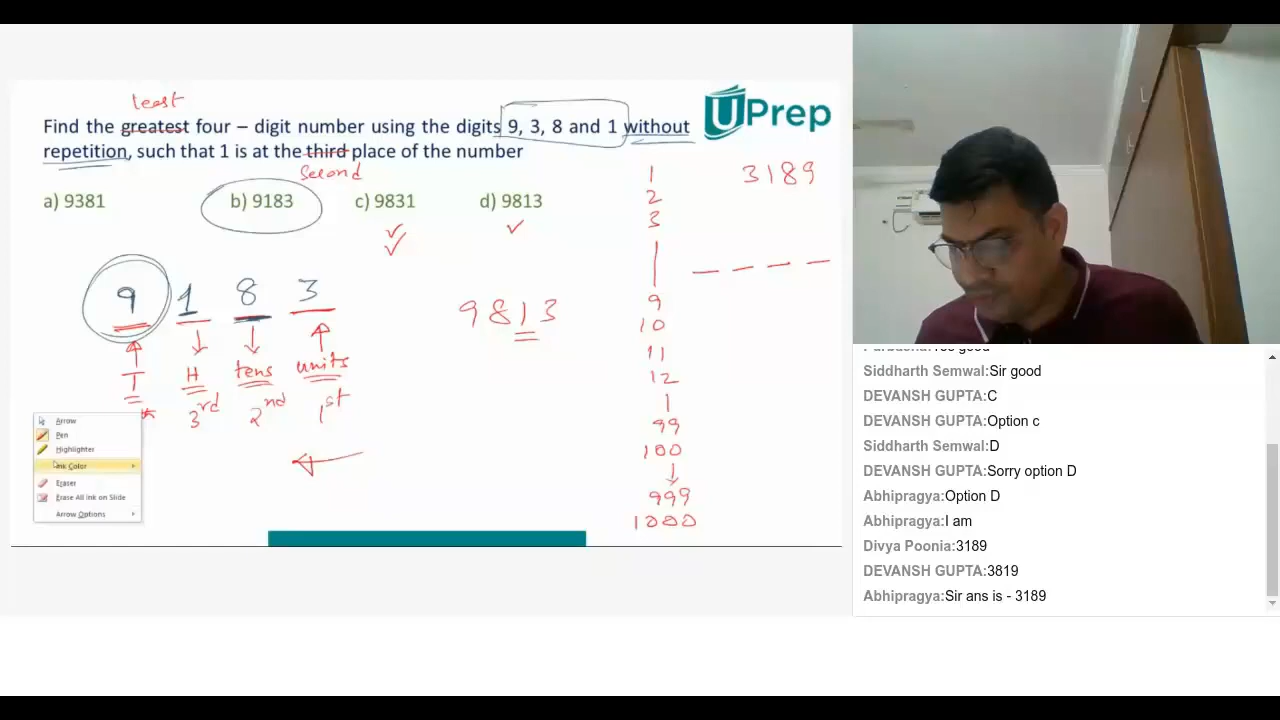 least
Find the greatest four – digit number using the digits 9, 3, 8 and 1 without
repetition, such that 1 is at the third place of the number
second
UPrep
a) 9381 b) 9183 c) 9831 d) 9813
9 1 8 3
T H tens units
3rd 2nd 1st
9813
3189
1
2
3
9
10
11
12
1
99
100
999
1000
Arrow
Pen
Highlighter
Ink Color
Eraser
Erase All Ink on Slide
Arrow Options
Siddharth Semwal:Sir good
DEVANSH GUPTA:C
DEVANSH GUPTA:Option c
Siddharth Semwal:D
DEVANSH GUPTA:Sorry option D
Abhipragya:Option D
Abhipragya:I am
Divya Poonia:3189
DEVANSH GUPTA:3819
Abhipragya:Sir ans is - 3189